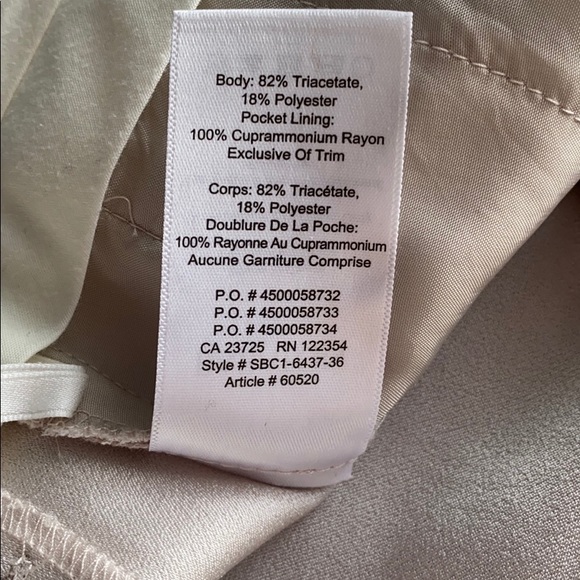 Body: 82% Triacetate,
18% Polyester
Pocket Lining:
100% Cuprammonium Rayon
Exclusive Of Trim
Corps: 82% Triacétate,
18% Polyester
Doublure De La Poche:
100% Rayonne Au Cuprammonium
Aucune Garniture Comprise
P.O. # 4500058732
P.O. # 4500058733
P.O. # 4500058734
CA 23725 RN 122354
Style # SBC1-6437-36
Article # 60520